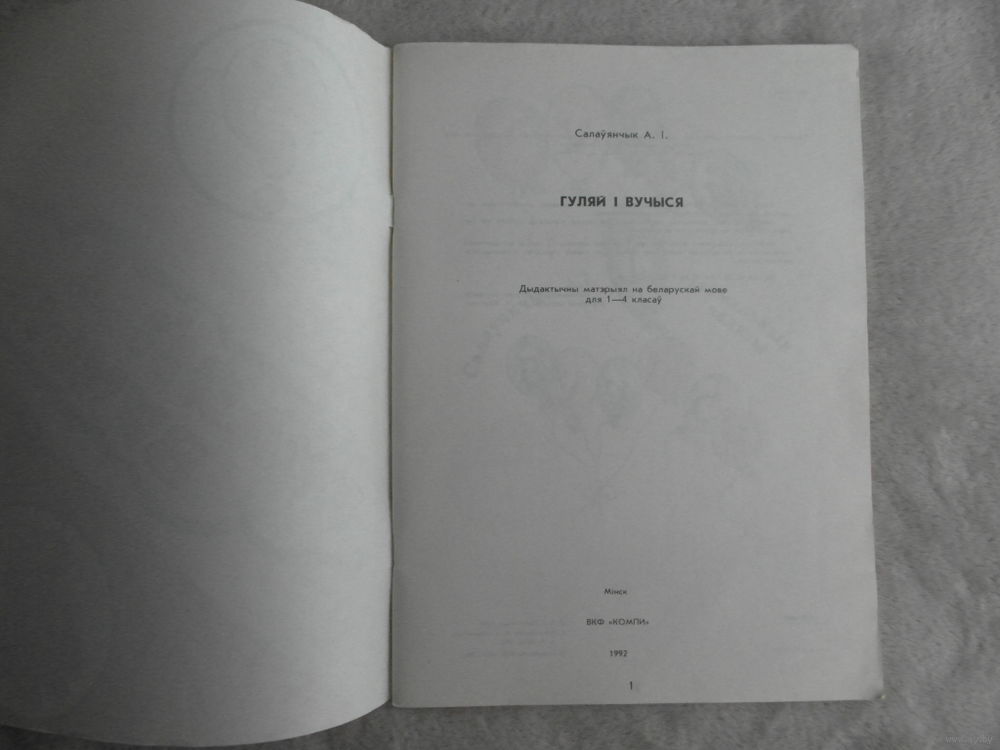 Салаўянчык А. І.
ГУЛЯЙ І ВУЧЫСЯ
Дыдактычны матэрыял на беларускай мове
для 1—4 класаў
Мінск
ВКФ «КОМПИ»
1992
1